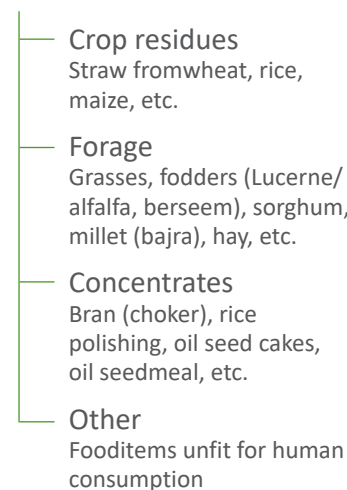 Crop residues
Straw fromwheat, rice,
maize, etc.
Forage
Grasses, fodders (Lucerne/
alfalfa, berseem), sorghum,
millet (bajra), hay, etc.
Concentrates
Bran (choker), rice
polishing, oil seed cakes,
oil seedmeal, etc.
Other
Fooditems unfit for human
consumption